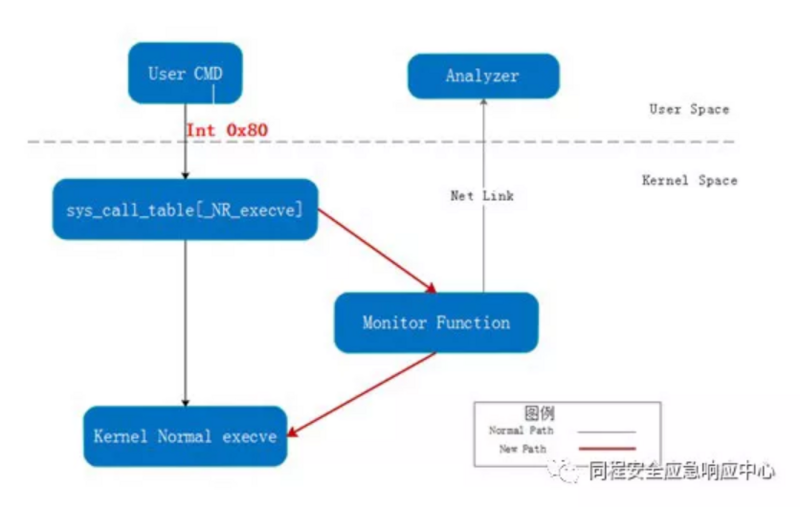 User CMD
Analyzer
User Space
Int 0x80
Kernel Space
sys_call_table[_NR_execve]
Net Link
Monitor Function
Kernel Normal execve
图例
Normal Path
New Path
同程安全应急响应中心